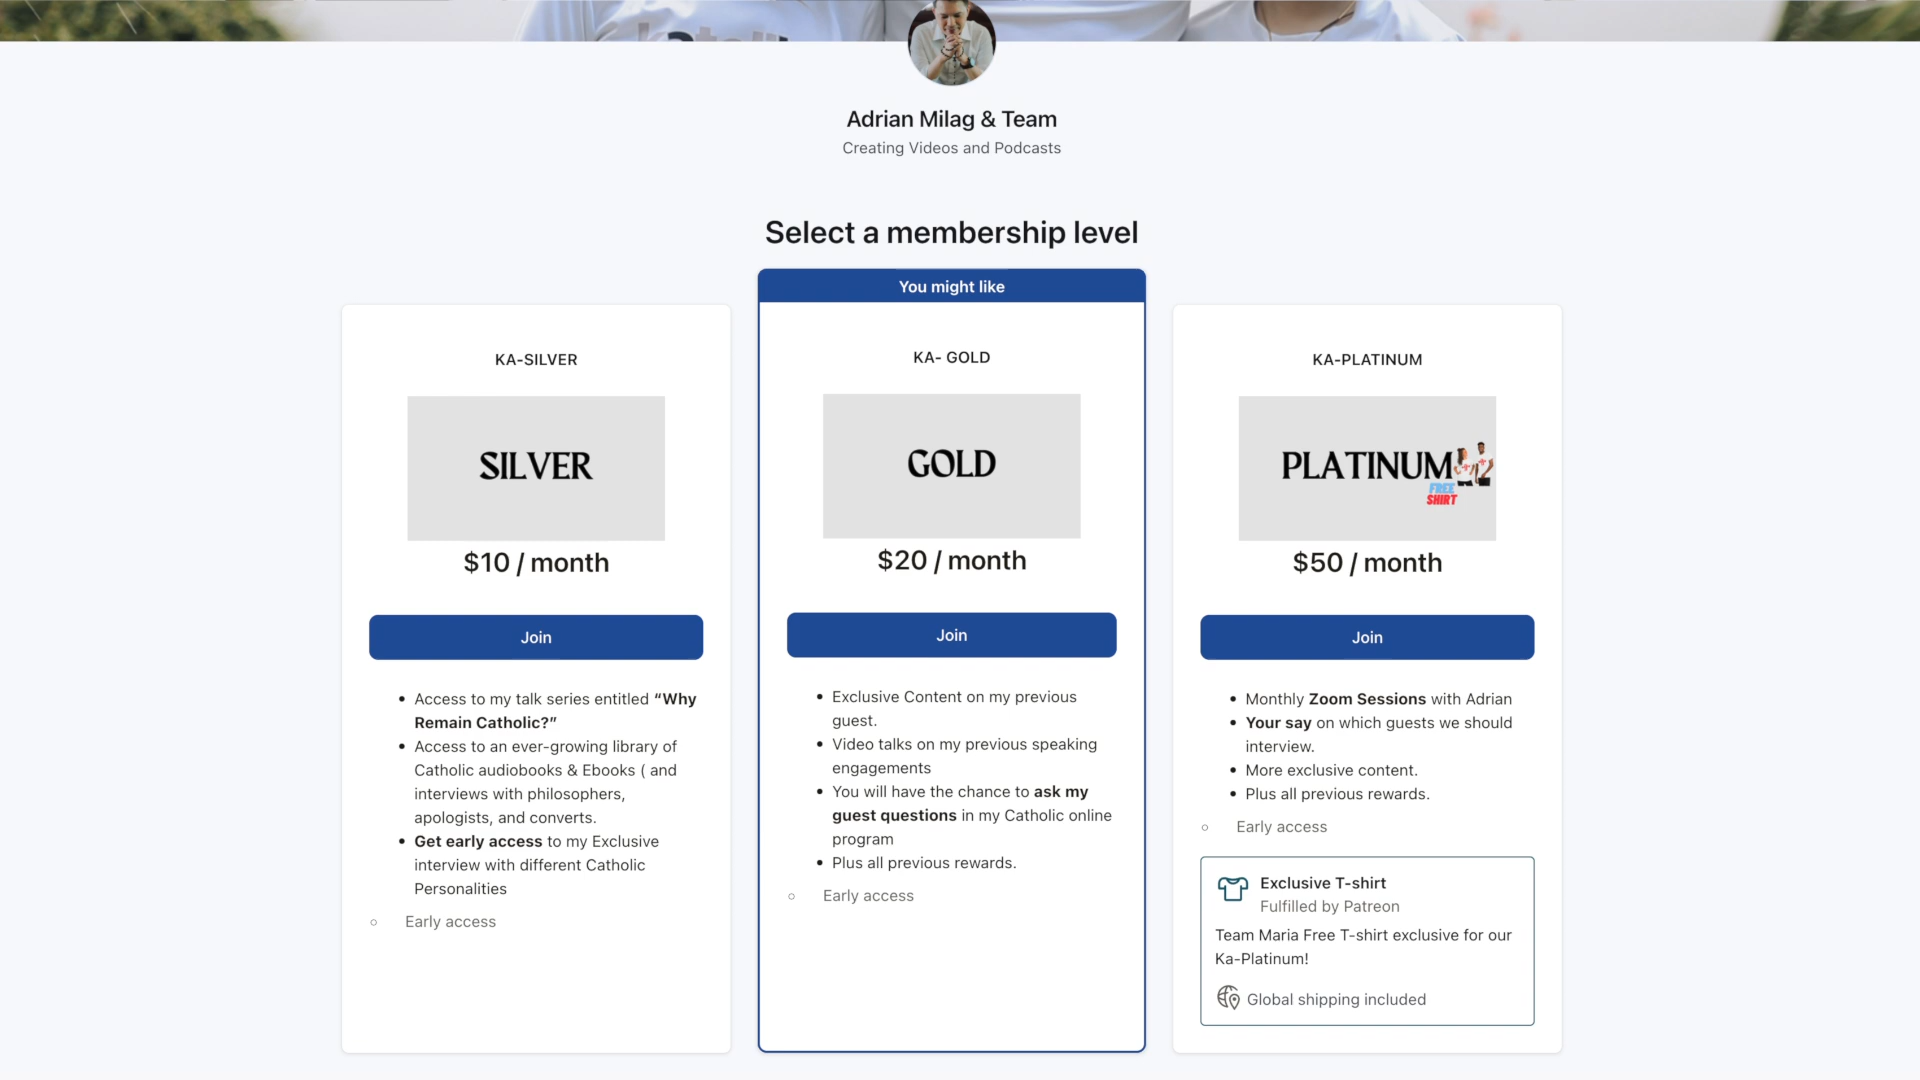 Adrian Milag & Team
Creating Videos and Podcasts
Select a membership level
KA-SILVER
SILVER
$10 / month
Join
• Access to my talk series entitled “Why
Remain Catholic?”
• Access to an ever-growing library of
Catholic audiobooks & Ebooks ( and
interviews with philosophers,
apologists, and converts.
• Get early access to my Exclusive
interview with different Catholic
Personalities
Early access
You might like
KA- GOLD
GOLD
$20 / month
Join
• Exclusive Content on my previous
guest.
• Video talks on my previous speaking
engagements
• You will have the chance to ask my
guest questions in my Catholic online
program
• Plus all previous rewards.
Early access
KA-PLATINUM
PLATINUM
FREE
SHIRT
$50 / month
Join
• Monthly Zoom Sessions with Adrian
• Your say on which guests we should
interview.
• More exclusive content.
• Plus all previous rewards.
Early access
Exclusive T-shirt
Fulfilled by Patreon
Team Maria Free T-shirt exclusive for our
Ka-Platinum!
Global shipping included